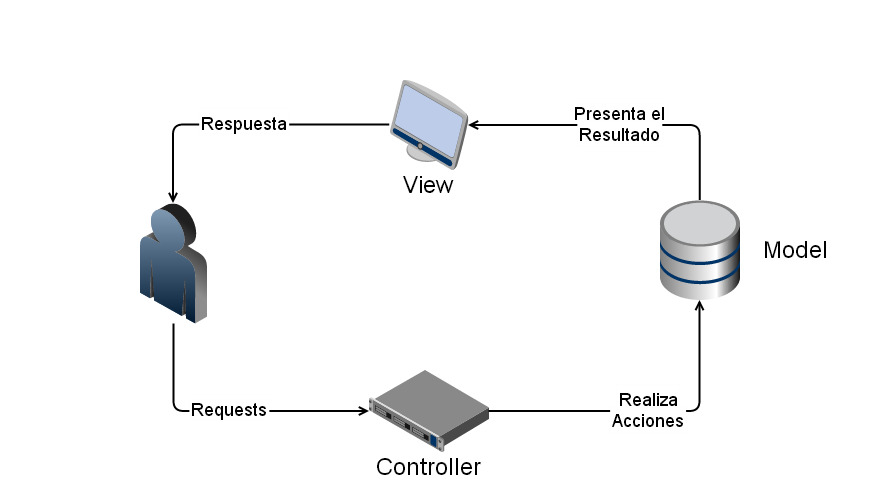 Respuesta
Presenta el
Resultado
View
Model
Requests
Realiza
Acciones
Controller